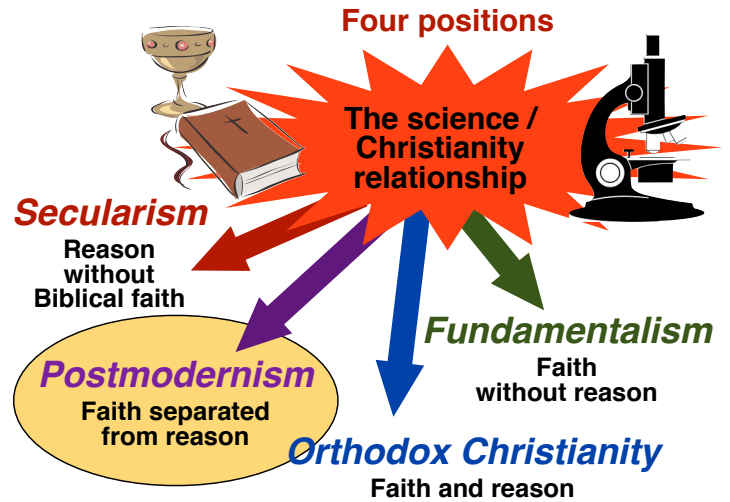 Four positions
The science /
Christianity
relationship
Secularism
Reason
without
Biblical faith
Postmodernism
Faith separated
from reason
Orthodox Christianity
Faith and reason
Fundamentalism
Faith
without reason